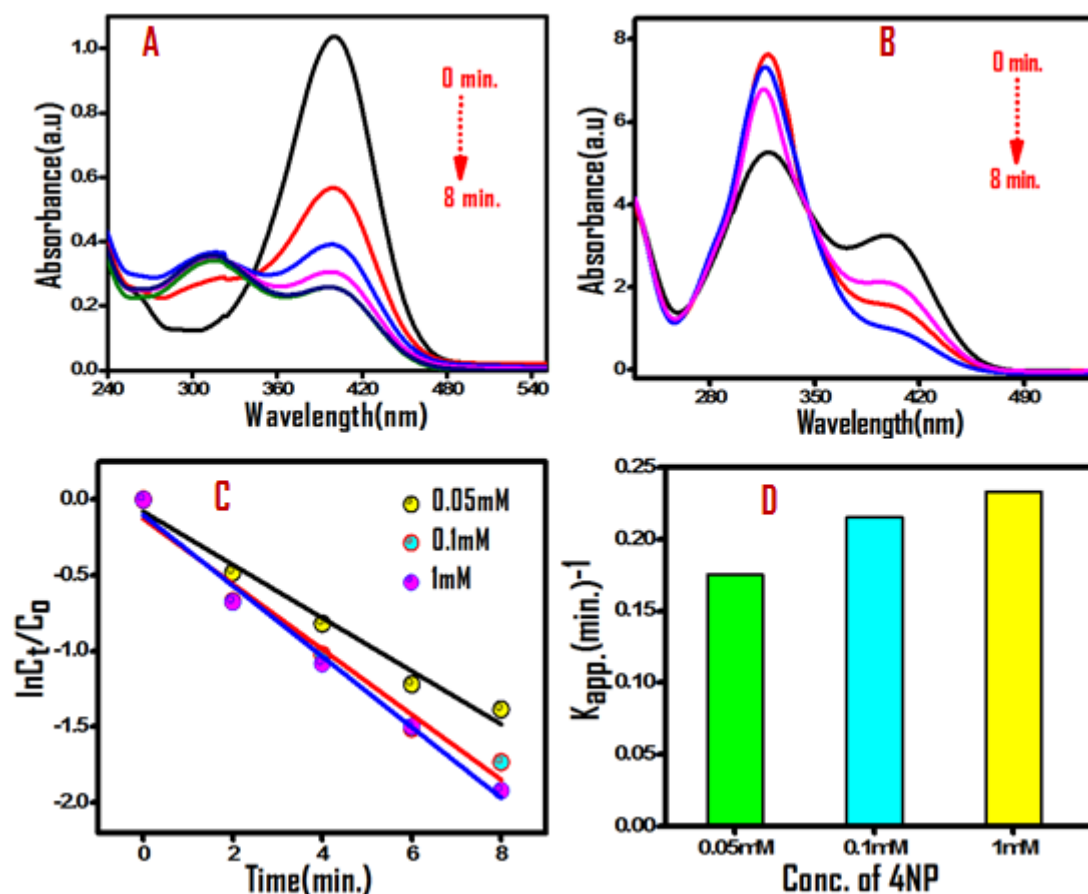 A
0 min.
8 min.
Absorbance(a.u)
1.0
0.8
0.6
0.4
0.2
0.0
240 300 360 420 480 540
Wavelength(nm)
B
0 min.
8 min.
Absorbance(a.u)
8
6
4
2
0
280 350 420 490
Wavelength(nm)
C
0.05mM
0.1mM
1mM
lnCt/Co
0.0
-0.5
-1.0
-1.5
-2.0
0 2 4 6 8
Time(min.)
D
Kapp.(min.)-1
0.25
0.20
0.15
0.10
0.05
0.00
0.05mM 0.1mM 1mM
Conc. of 4NP